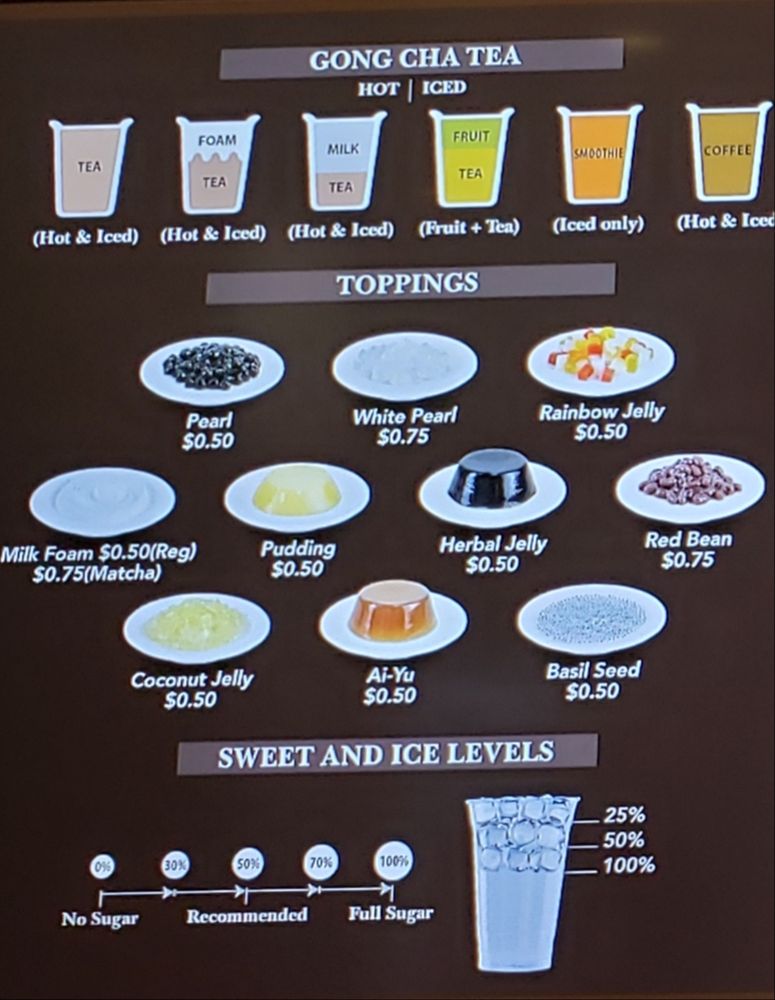 GONG CHA TEA
HOT | ICED
TEA
FOAM
TEA
MILK
TEA
FRUIT
TEA
SMOOTHIE
COFFEE
(Hot & Iced)
(Hot & Iced)
(Hot & Iced)
(Fruit + Tea)
(Iced only)
(Hot & Iced
TOPPINGS
Pearl
$0.50
White Pearl
$0.75
Rainbow Jelly
$0.50
Milk Foam $0.50(Reg)
$0.75(Matcha)
Pudding
$0.50
Herbal Jelly
$0.50
Red Bean
$0.75
Coconut Jelly
$0.50
Ai-Yu
$0.50
Basil Seed
$0.50
SWEET AND ICE LEVELS
0%
30%
50%
70%
100%
No Sugar
Recommended
Full Sugar
25%
50%
100%